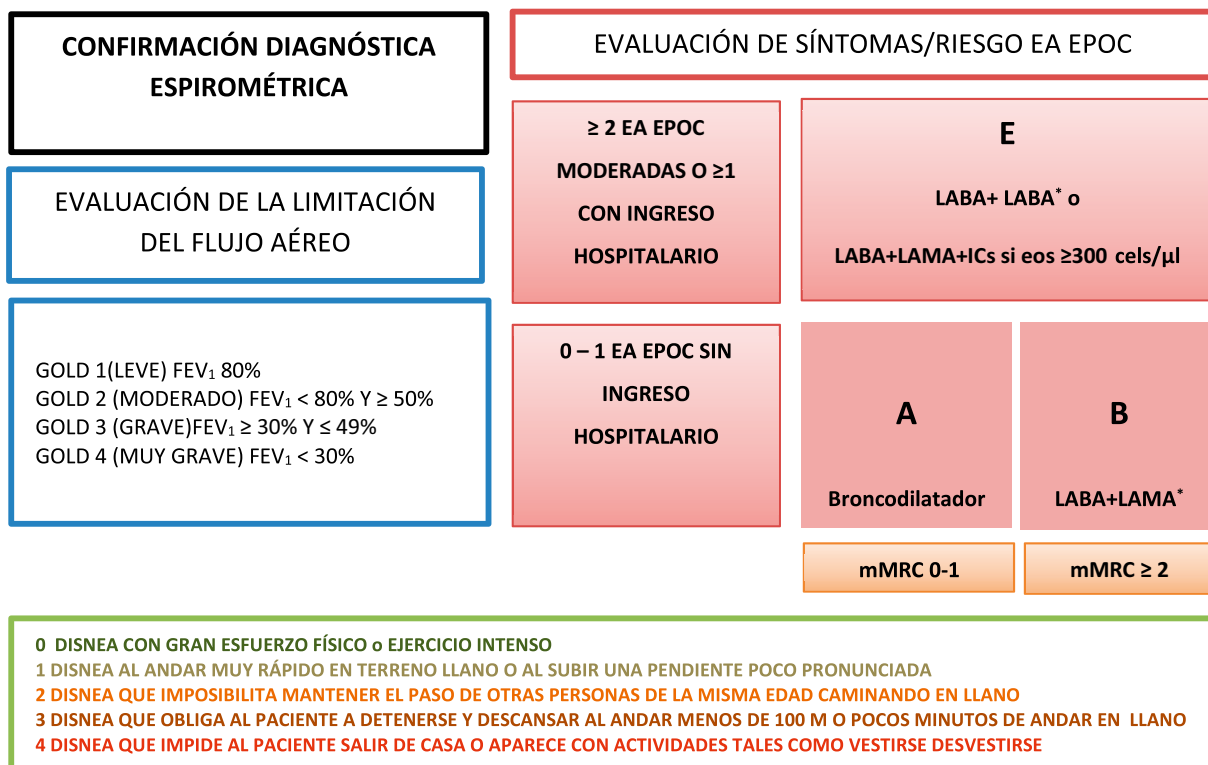 CONFIRMACIÓN DIAGNÓSTICA
ESPIROMÉTRICA
EVALUACIÓN DE LA LIMITACIÓN
DEL FLUJO AÉREO
GOLD 1(LEVE) FEV₁ 80%
GOLD 2 (MODERADO) FEV₁ < 80% Y ≥ 50%
GOLD 3 (GRAVE)FEV₁ ≥ 30% Y ≤ 49%
GOLD 4 (MUY GRAVE) FEV₁ < 30%
EVALUACIÓN DE SÍNTOMAS/RIESGO EA EPOC
≥ 2 EA EPOC
MODERADAS O ≥1
CON INGRESO
HOSPITALARIO
E
LABA+ LABA* o
LABA+LAMA+ICs si eos ≥300 cels/µl
0 – 1 EA EPOC SIN
INGRESO
HOSPITALARIO
A
Broncodilatador
B
LABA+LAMA*
mMRC 0-1
mMRC ≥ 2
0 DISNEA CON GRAN ESFUERZO FÍSICO o EJERCICIO INTENSO
1 DISNEA AL ANDAR MUY RÁPIDO EN TERRENO LLANO O AL SUBIR UNA PENDIENTE POCO PRONUNCIADA
2 DISNEA QUE IMPOSIBILITA MANTENER EL PASO DE OTRAS PERSONAS DE LA MISMA EDAD CAMINANDO EN LLANO
3 DISNEA QUE OBLIGA AL PACIENTE A DETENERSE Y DESCANSAR AL ANDAR MENOS DE 100 M O POCOS MINUTOS DE ANDAR EN LLANO
4 DISNEA QUE IMPIDE AL PACIENTE SALIR DE CASA O APARECE CON ACTIVIDADES TALES COMO VESTIRSE DESVESTIRSE